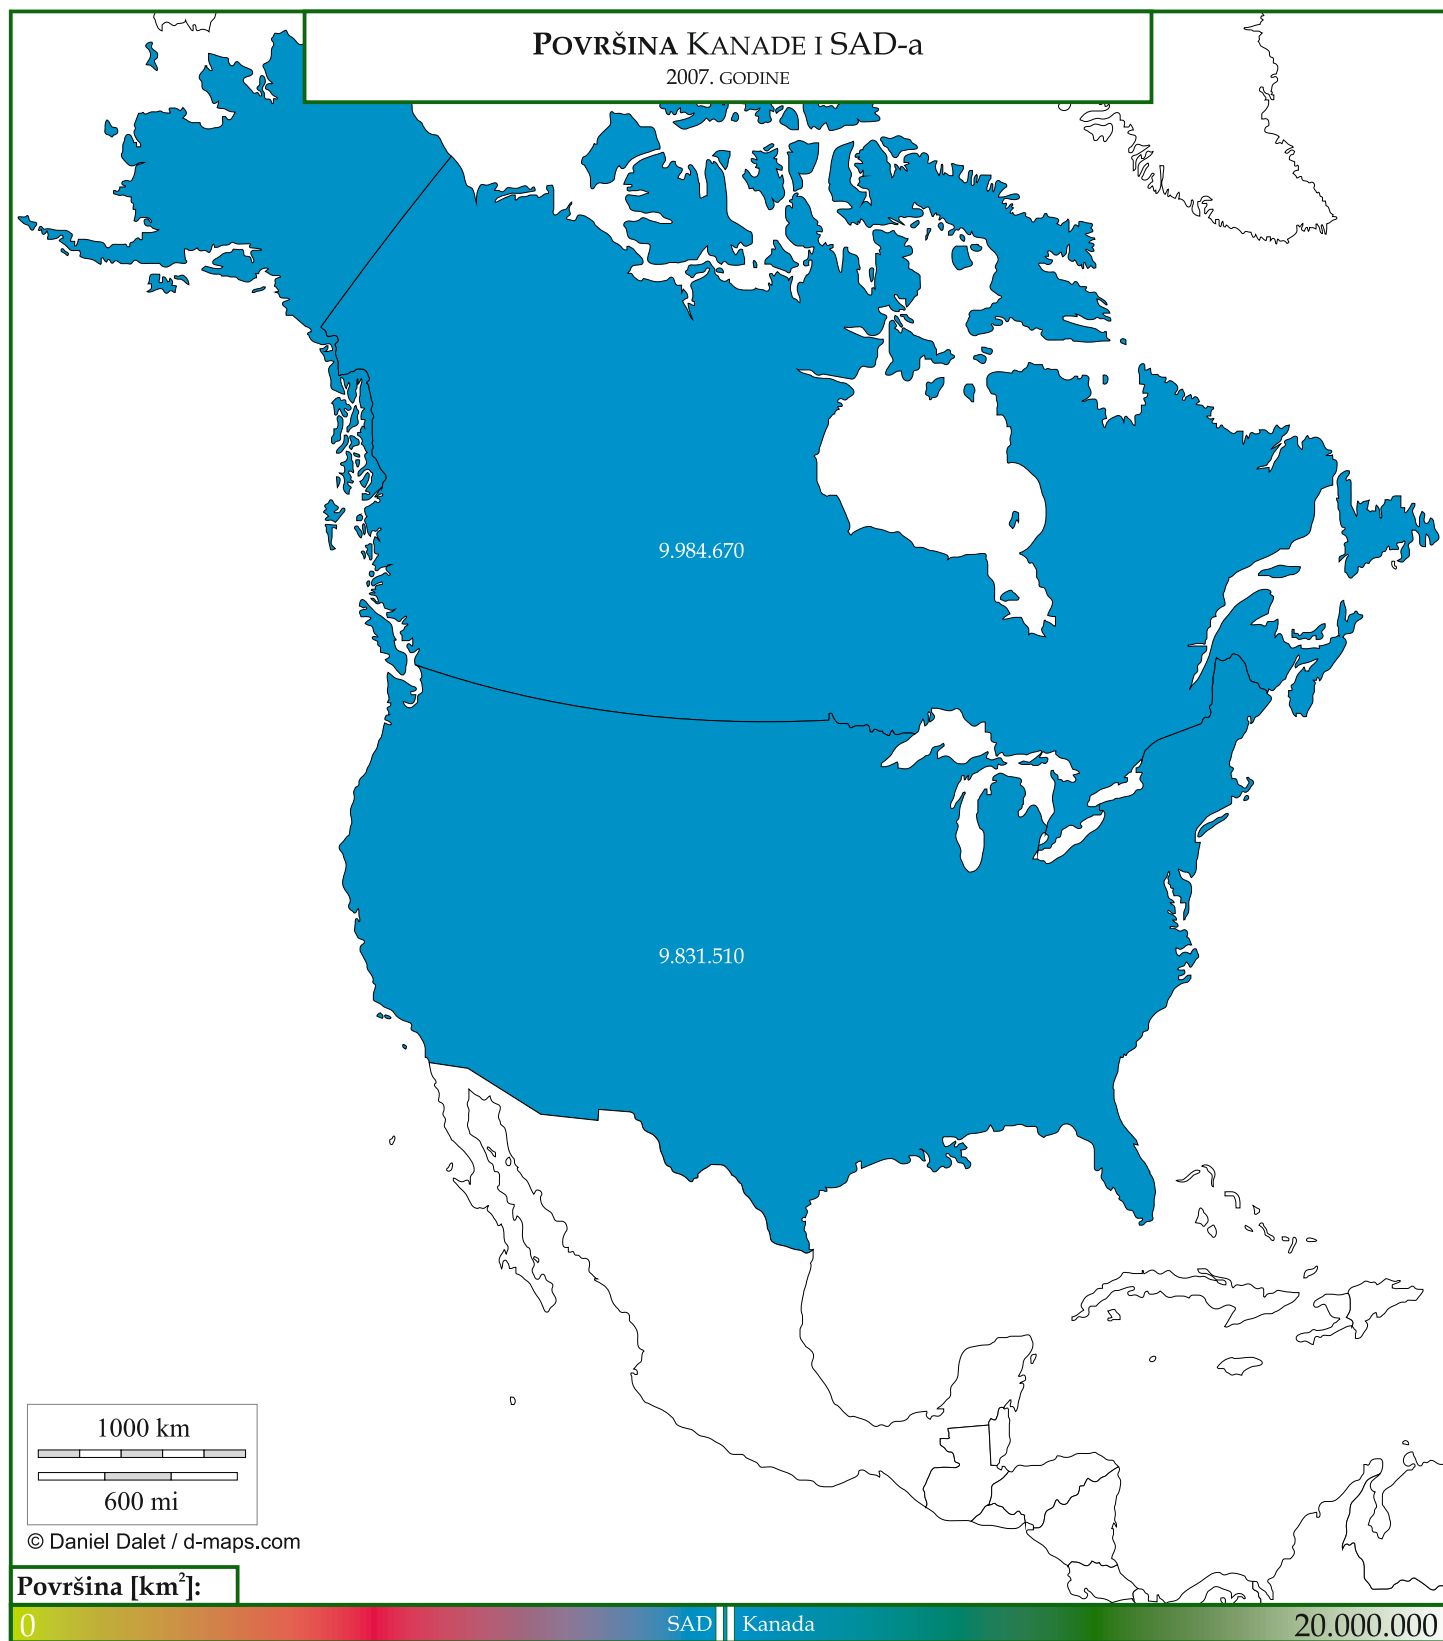 POVRŠINA KANADE I SAD-a
2007. GODINE
9.984.670
9.831.510
1000 km
600 mi
© Daniel Dalet / d-maps.com
Površina [km²]:
0 SAD Kanada 20.000.000